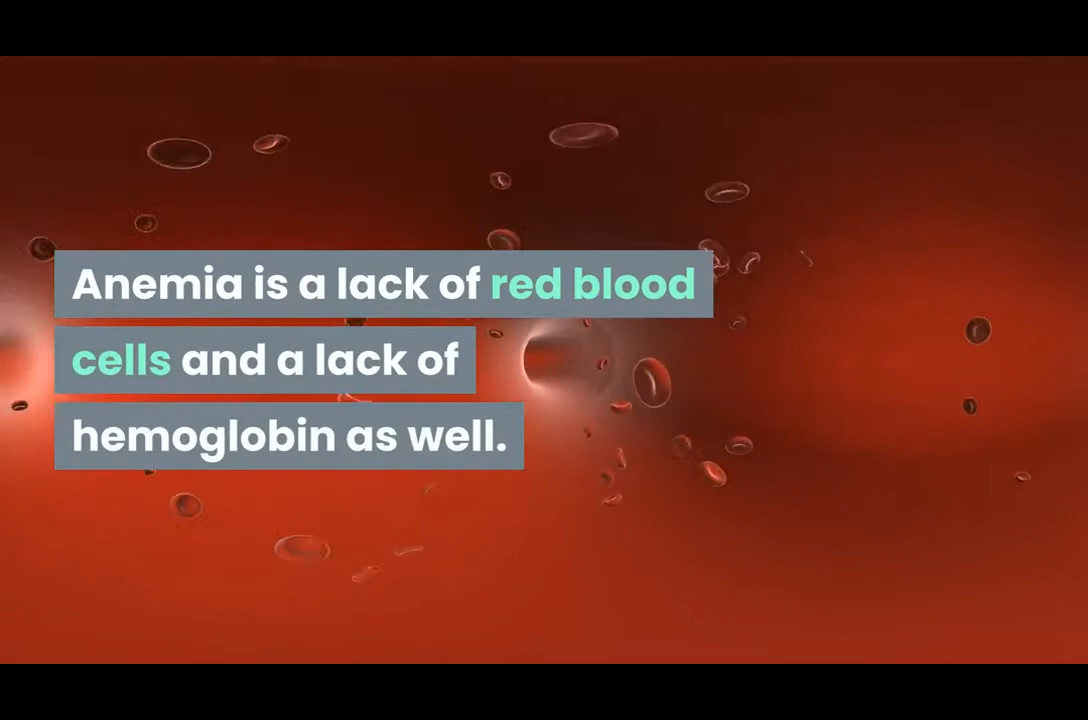 Anemia is a lack of red blood
cells and a lack of
hemoglobin as well.